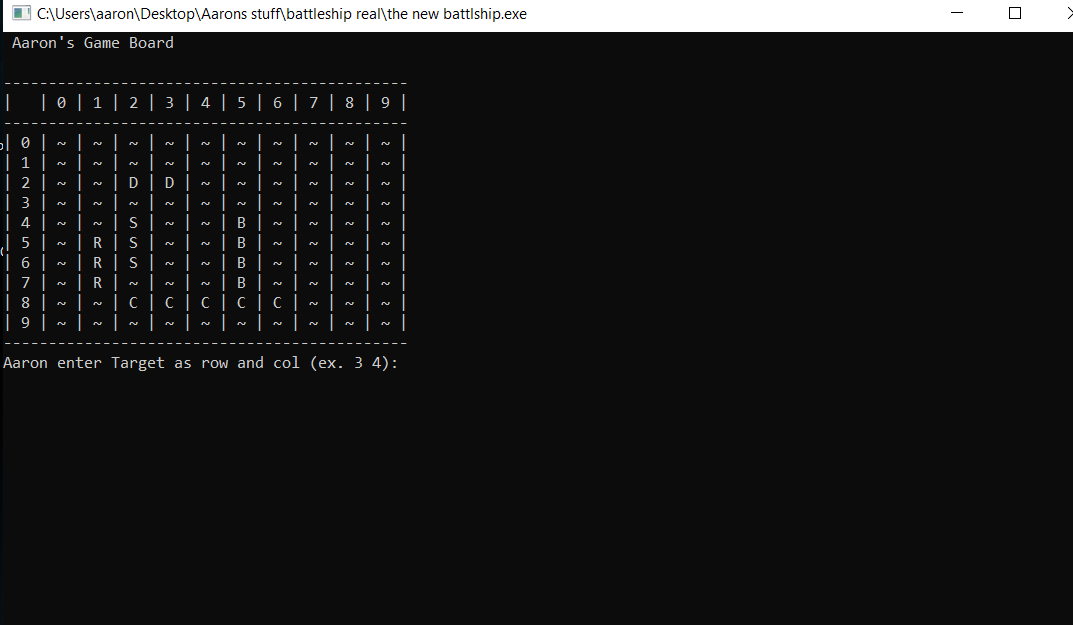 C:\Users\aaron\Desktop\Aarons stuff\battleship real\the new battlship.exe
Aaron's Game Board
-------------------------------------------
|   | 0 | 1 | 2 | 3 | 4 | 5 | 6 | 7 | 8 | 9 |
---------------------------------------------
| 0 | ~ | ~ | ~ | ~ | ~ | ~ | ~ | ~ | ~ | ~ |
| 1 | ~ | ~ | ~ | ~ | ~ | ~ | ~ | ~ | ~ | ~ |
| 2 | ~ | ~ | D | D | ~ | ~ | ~ | ~ | ~ | ~ |
| 3 | ~ | ~ | ~ | ~ | ~ | ~ | ~ | ~ | ~ | ~ |
| 4 | ~ | ~ | S | ~ | ~ | B | ~ | ~ | ~ | ~ |
| 5 | ~ | R | S | ~ | ~ | B | ~ | ~ | ~ | ~ |
| 6 | ~ | R | S | ~ | ~ | B | ~ | ~ | ~ | ~ |
| 7 | ~ | R | ~ | ~ | ~ | B | ~ | ~ | ~ | ~ |
| 8 | ~ | ~ | C | C | C | C | C | ~ | ~ | ~ |
| 9 | ~ | ~ | ~ | ~ | ~ | ~ | ~ | ~ | ~ | ~ |
---------------------------------------------
Aaron enter Target as row and col (ex. 3 4):